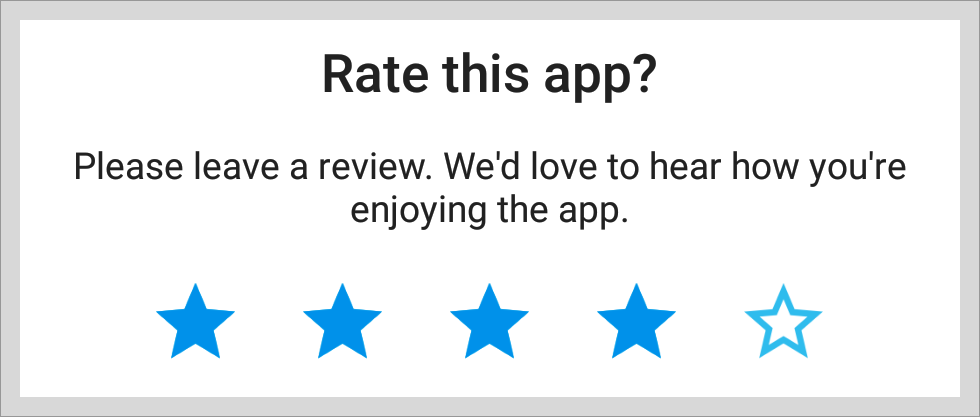 Rate this app?
Please leave a review. We'd love to hear how you're
enjoying the app.